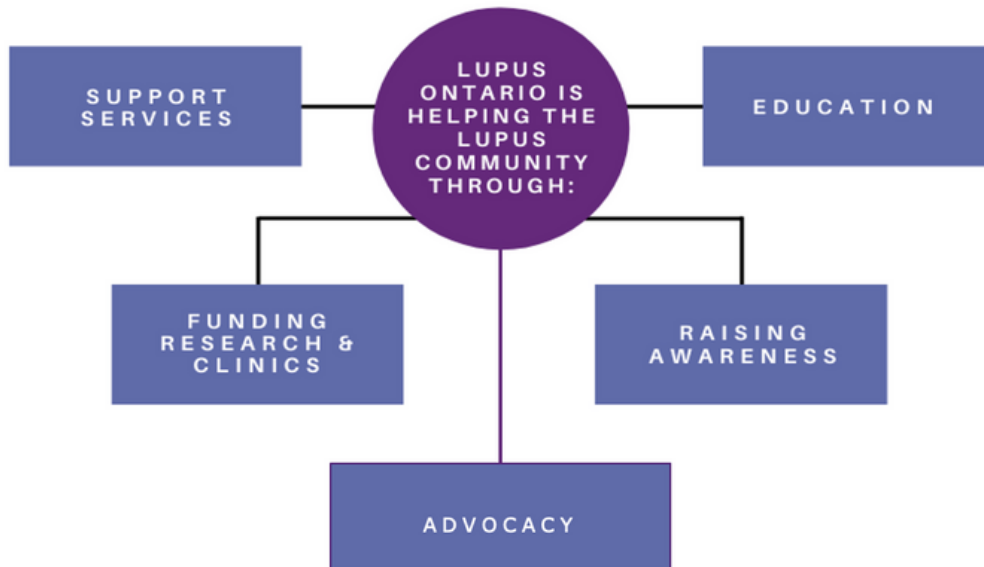 LUPUS
ONTARIO IS
HELPING THE
LUPUS
COMMUNITY
THROUGH:
SUPPORT
SERVICES
EDUCATION
FUNDING
RESEARCH &
CLINICS
RAISING
AWARENESS
ADVOCACY